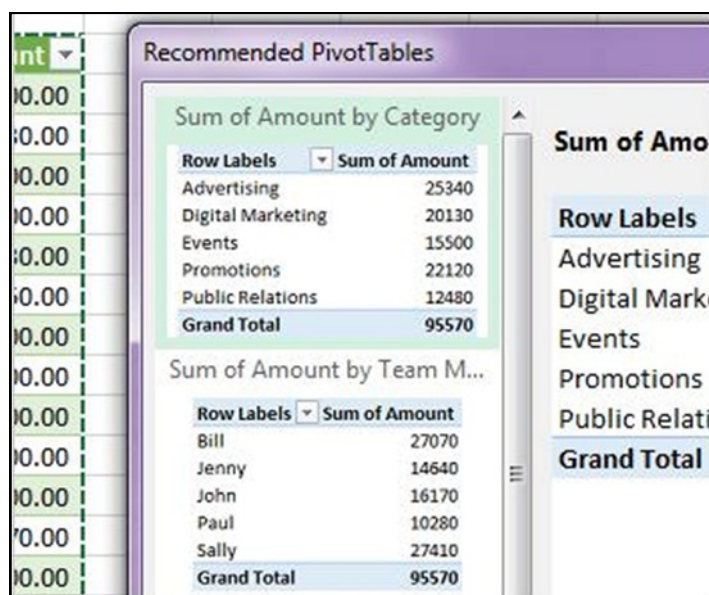 Recommended PivotTables
Sum of Amount by Category
Row Labels Sum of Amount
Advertising 25340
Digital Marketing 20130
Events 15500
Promotions 22120
Public Relations 12480
Grand Total 95570
Sum of Amount by Team M...
Row Labels Sum of Amount
Bill 27070
Jenny 14640
John 16170
Paul 10280
Sally 27410
Grand Total 95570
Sum of Amo
Row Labels
Advertising
Digital Mark
Events
Promotions
Public Relati
Grand Total